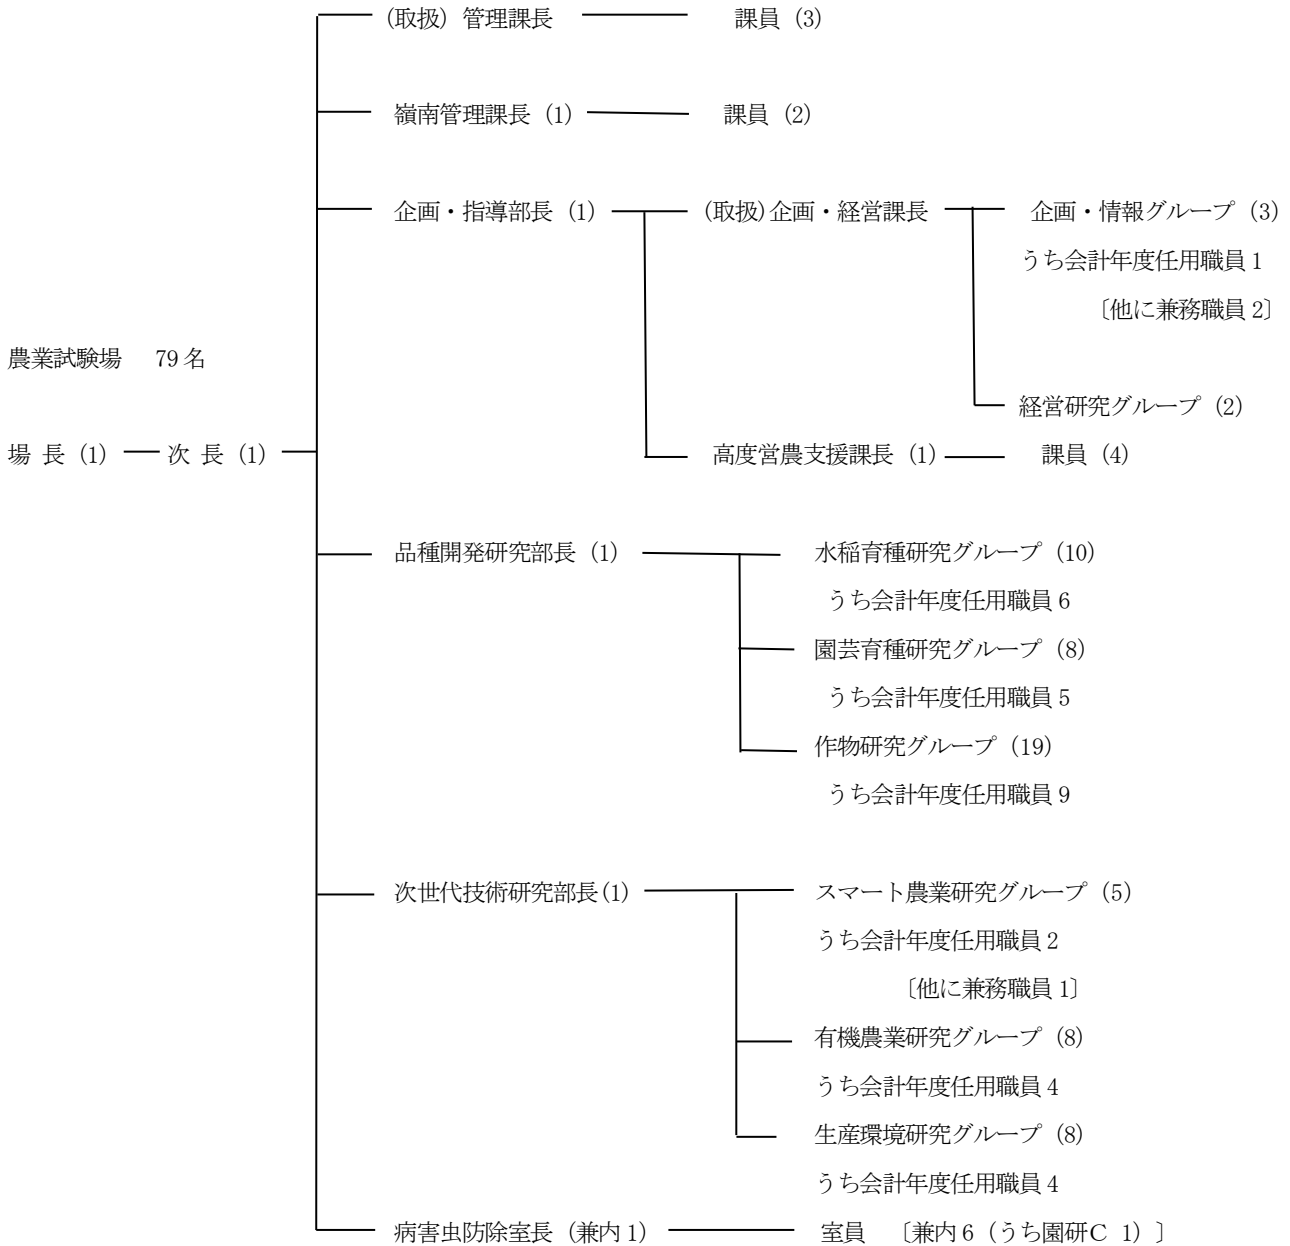 (取扱) 管理課長 課員 (3)
嶺南管理課長 (1) 課員 (2)
企画・指導部長 (1) (取扱)企画・経営課長 企画・情報グループ (3)
うち会計年度任用職員 1
〔他に兼務職員 2〕
農業試験場 79 名
経営研究グループ (2)
場 長 (1) 次 長 (1) 高度営農支援課長 (1) 課員 (4)
品種開発研究部長 (1) 水稲育種研究グループ (10)
うち会計年度任用職員 6
園芸育種研究グループ (8)
うち会計年度任用職員 5
作物研究グループ (19)
うち会計年度任用職員 9
次世代技術研究部長(1) スマート農業研究グループ (5)
うち会計年度任用職員 2
〔他に兼務職員 1〕
有機農業研究グループ (8)
うち会計年度任用職員 4
生産環境研究グループ (8)
うち会計年度任用職員 4
病害虫防除室長 (兼内 1) 室員 〔兼内 6 (うち園研C 1) 〕